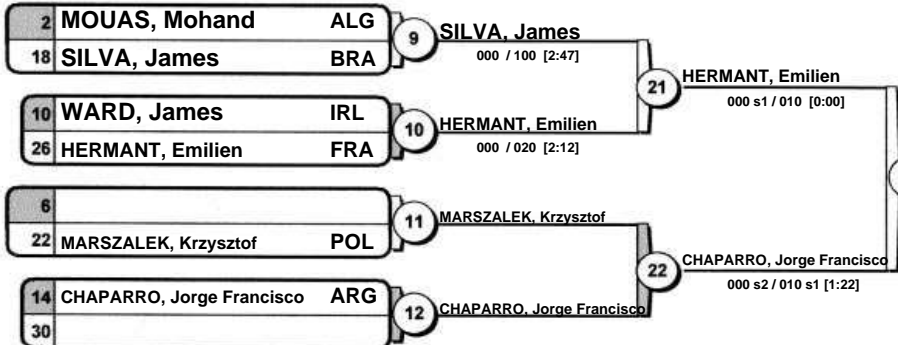 2 MOUAS, Mohand ALG
18 SILVA, James BRA
9
SILVA, James
000 / 100 [2:47]
10 WARD, James IRL
26 HERMANT, Emilien FRA
10
HERMANT, Emilien
000 / 020 [2:12]
21
HERMANT, Emilien
000 s1 / 010 [0:00]
6
22 MARSZALEK, Krzysztof POL
11
MARSZALEK, Krzysztof
14 CHAPARRO, Jorge Francisco ARG
30
12
CHAPARRO, Jorge Francisco
22
CHAPARRO, Jorge Francisco
000 s2 / 010 s1 [1:22]